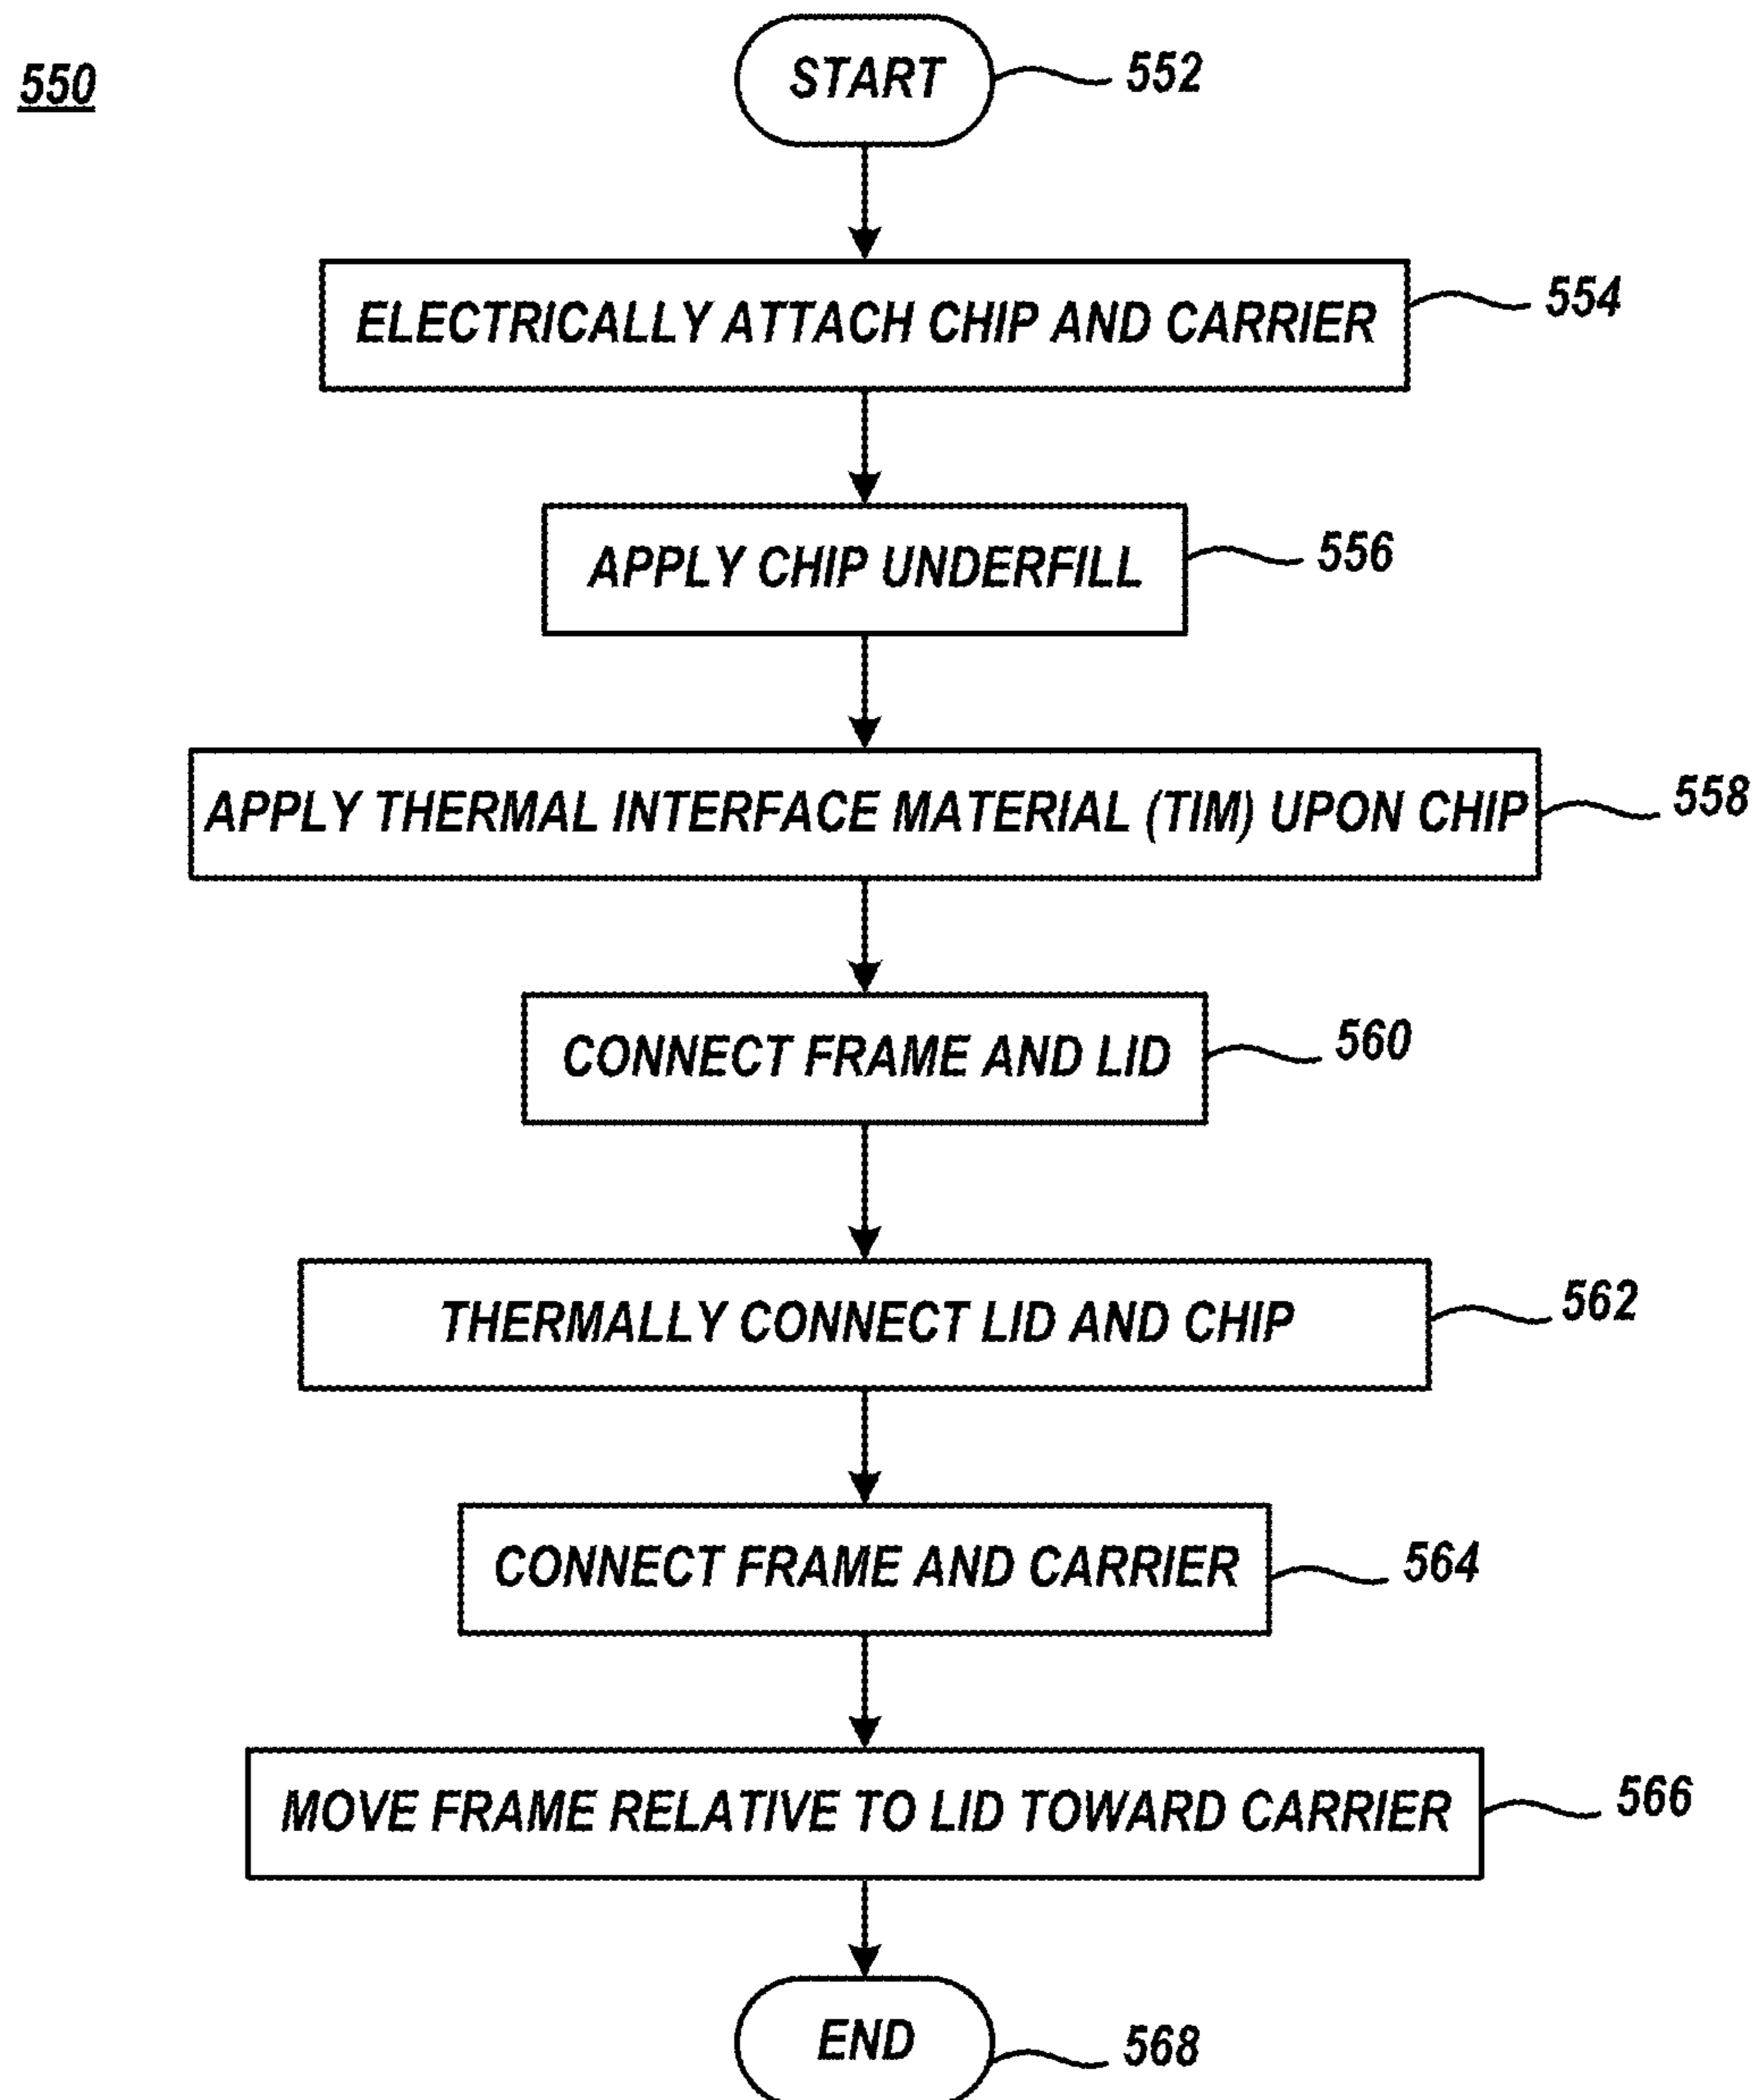 550
START
552
ELECTRICALLY ATTACH CHIP AND CARRIER
554
APPLY CHIP UNDERFILL
556
APPLY THERMAL INTERFACE MATERIAL (TIM) UPON CHIP
558
CONNECT FRAME AND LID
560
THERMALLY CONNECT LID AND CHIP
562
CONNECT FRAME AND CARRIER
564
MOVE FRAME RELATIVE TO LID TOWARD CARRIER
566
END
568